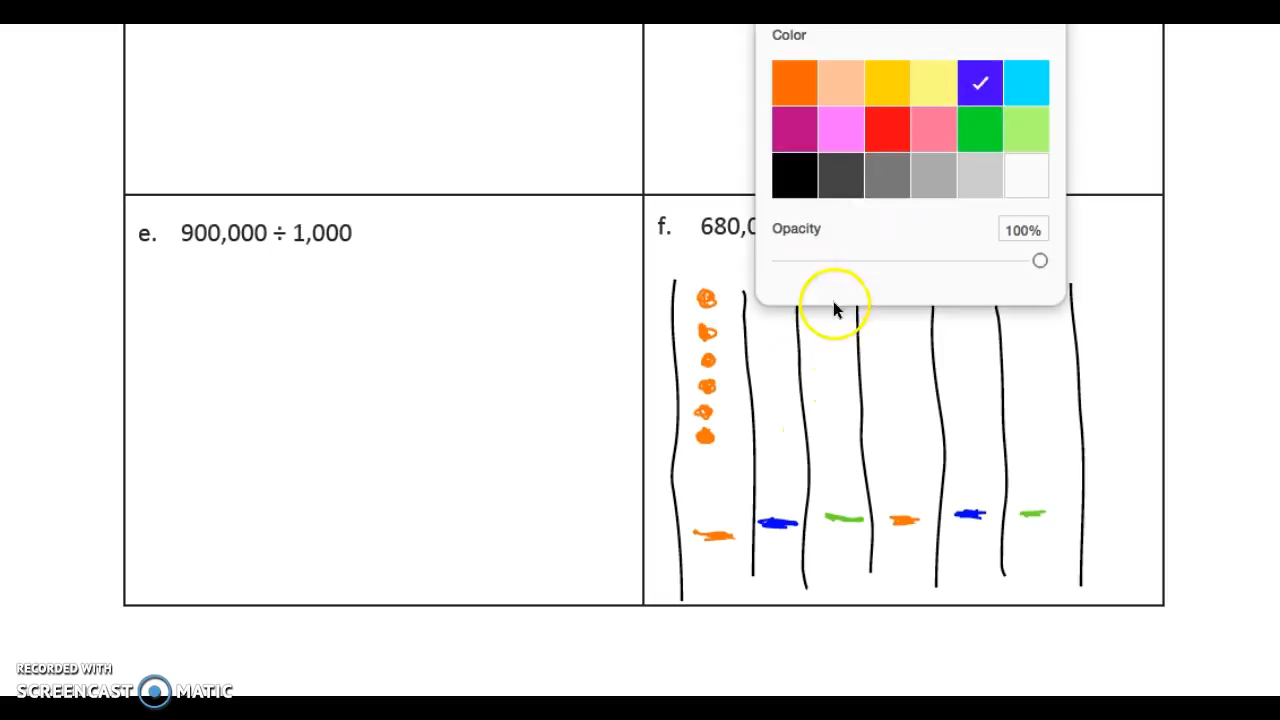 Color
e. 900,000 ÷ 1,000
f. 680,0
Opacity
100%
RECORDED WITH
SCREENCAST MATIC